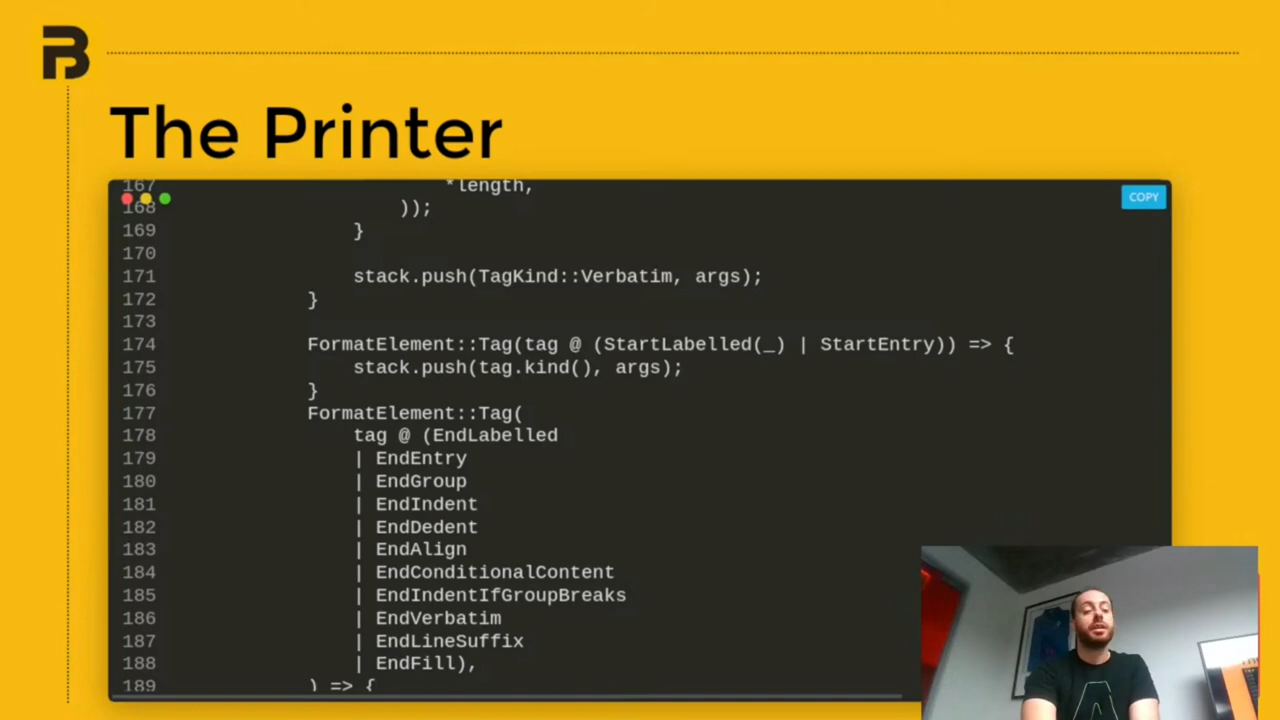 B
The Printer
COPY
167 *length,
168 ));
169 }
170
171 stack.push(TagKind::Verbatim, args);
172 }
173
174 FormatElement::Tag(tag @ (StartLabelled(_) | StartEntry)) => {
175 stack.push(tag.kind(), args);
176 }
177 FormatElement::Tag(
178 tag @ (EndLabelled
179 | EndEntry
180 | EndGroup
181 | EndIndent
182 | EndDedent
183 | EndAlign
184 | EndConditionalContent
185 | EndIndentIfGroupBreaks
186 | EndVerbatim
187 | EndLineSuffix
188 | EndFill),
189 ) => {